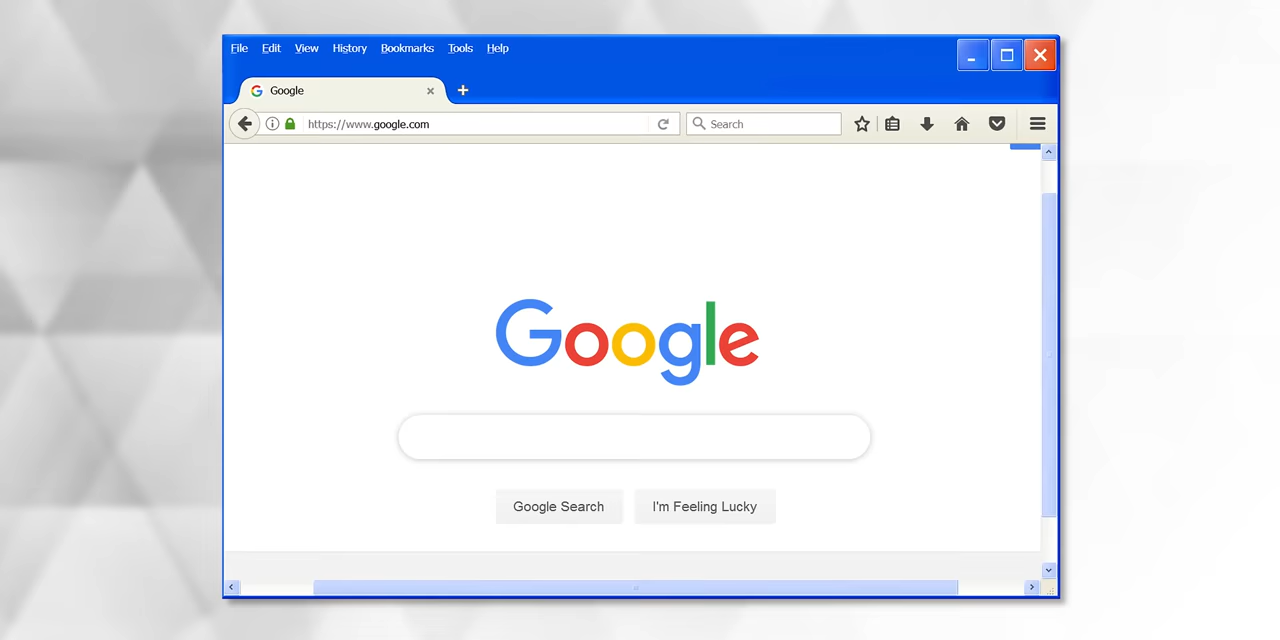 File Edit View History Bookmarks Tools Help
Google
https://www.google.com
Search
Google
Google Search I'm Feeling Lucky